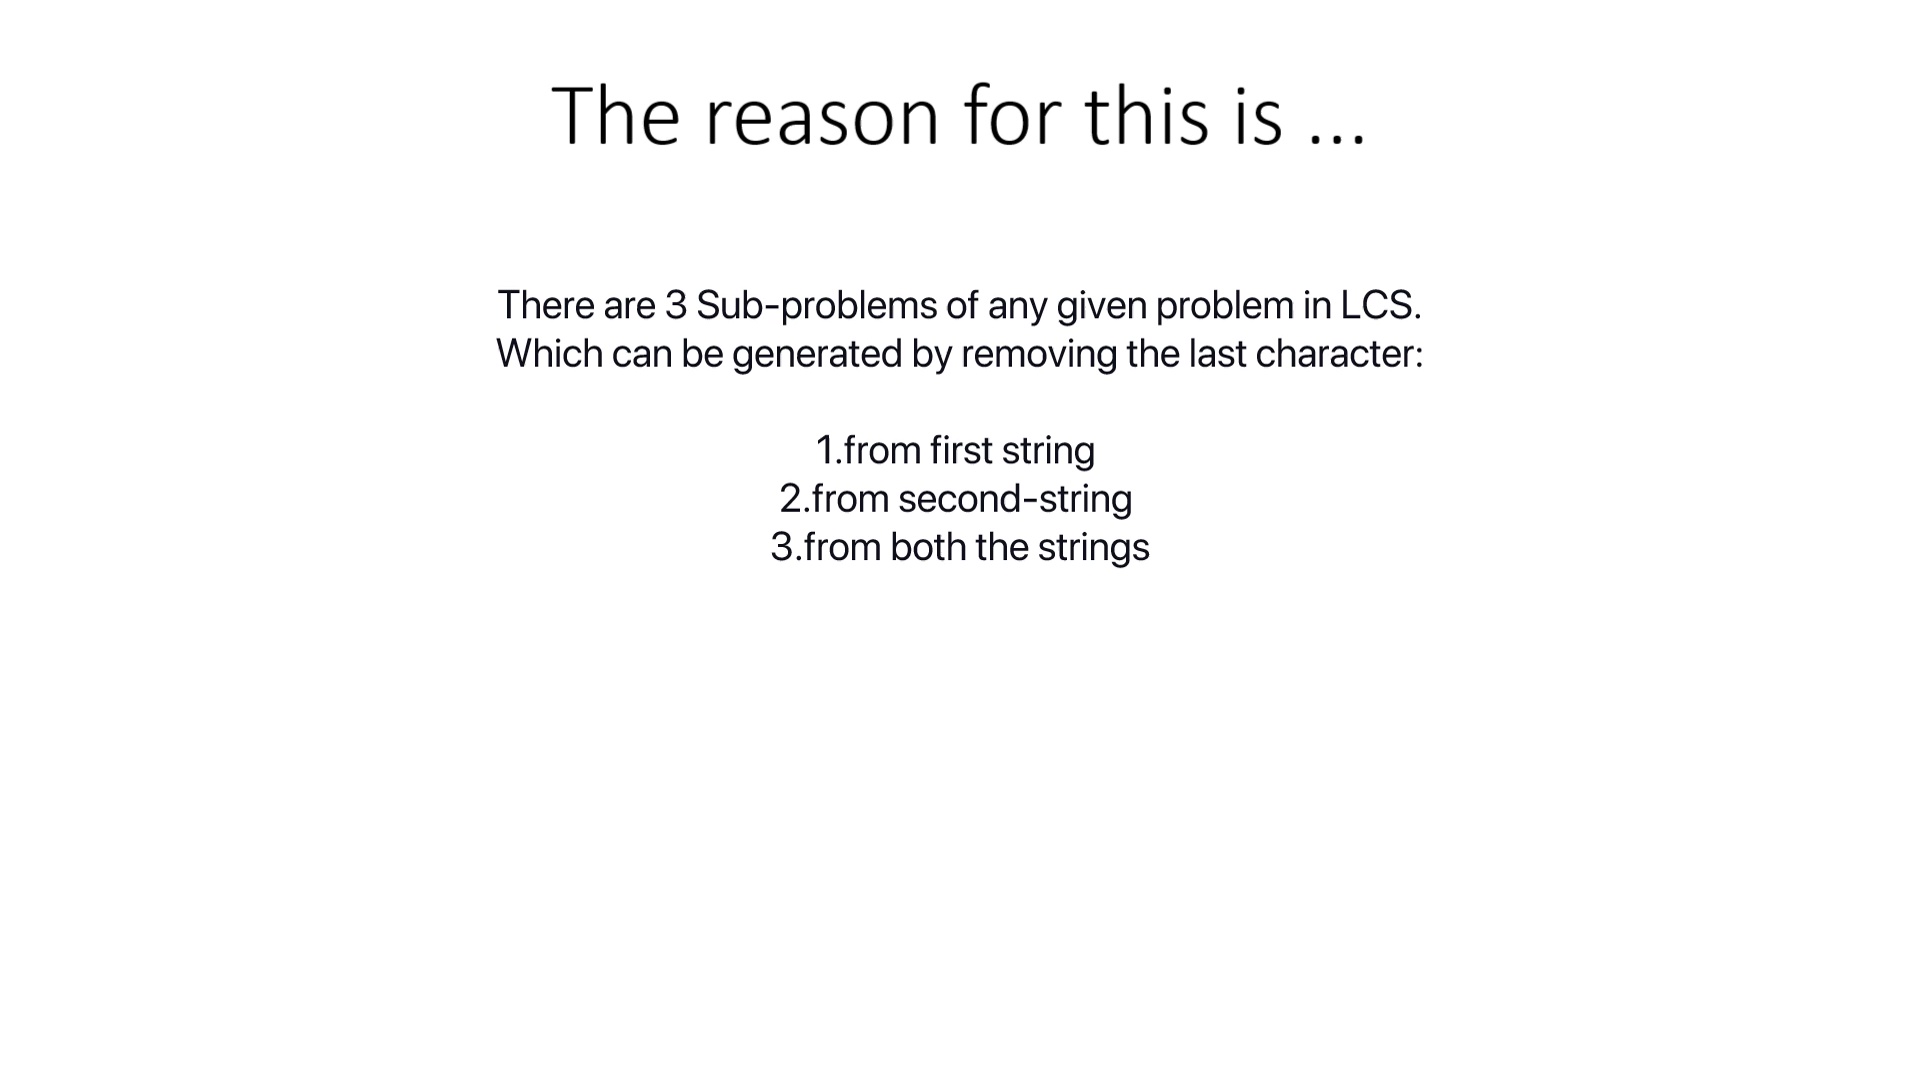 The reason for this is ...
There are 3 Sub-problems of any given problem in LCS.
Which can be generated by removing the last character:
1.from first string
2.from second-string
3.from both the strings